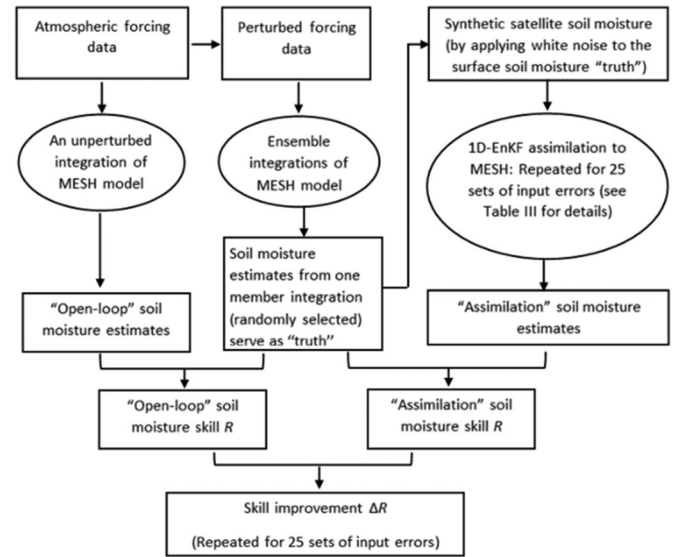 Atmospheric forcing
data
Perturbed forcing
data
Synthetic satellite soil moisture
(by applying white noise to the
surface soil moisture “truth”)
An unperturbed
integration of
MESH model
Ensemble
integrations of
MESH model
1D-EnKF assimilation to
MESH: Repeated for 25
sets of input errors (see
Table III for details)
Soil moisture
estimates from one
member integration
(randomly selected)
serve as “truth”
“Open-loop” soil
moisture estimates
“Assimilation” soil moisture
estimates
“Open-loop” soil
moisture skill R
“Assimilation” soil
moisture skill R
Skill improvement ΔR
(Repeated for 25 sets of input errors)